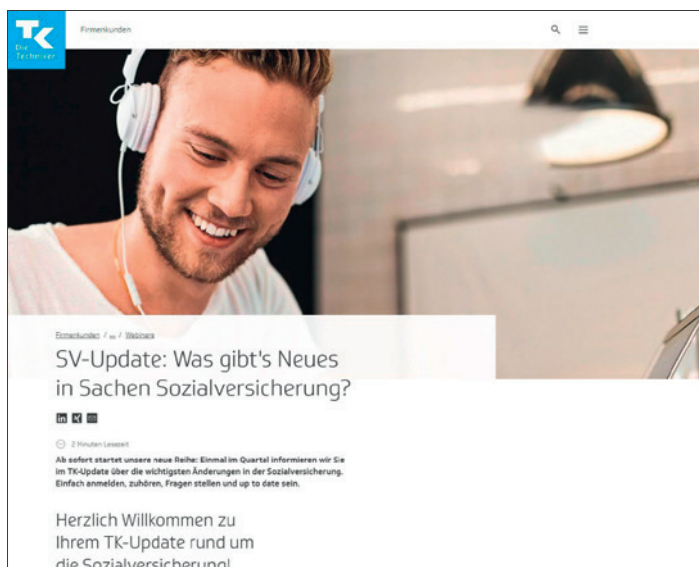 TK
Die
Techniker
Firmenkunden
Firmenkunden / ... / Webinare
SV-Update: Was gibt's Neues
in Sachen Sozialversicherung?
2 Minuten Lesezeit
Ab sofort startet unsere neue Reihe: Einmal im Quartal informieren wir Sie
im TK-Update über die wichtigsten Änderungen in der Sozialversicherung.
Einfach anmelden, zuhören, Fragen stellen und up to date sein.
Herzlich Willkommen zu
Ihrem TK-Update rund um
die Sozialversicherung!